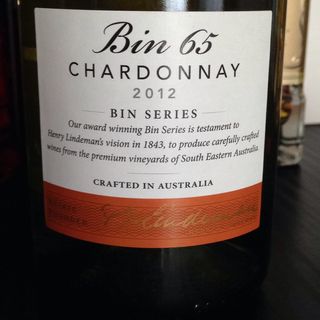 Bin 65
CHARDONNAY
2012
BIN SERIES
Our award winning Bin Series is testament to
Henry Lindeman's vision in 1843, to produce carefully crafted
wines from the premium vineyards of South Eastern Australia.
CRAFTED IN AUSTRALIA